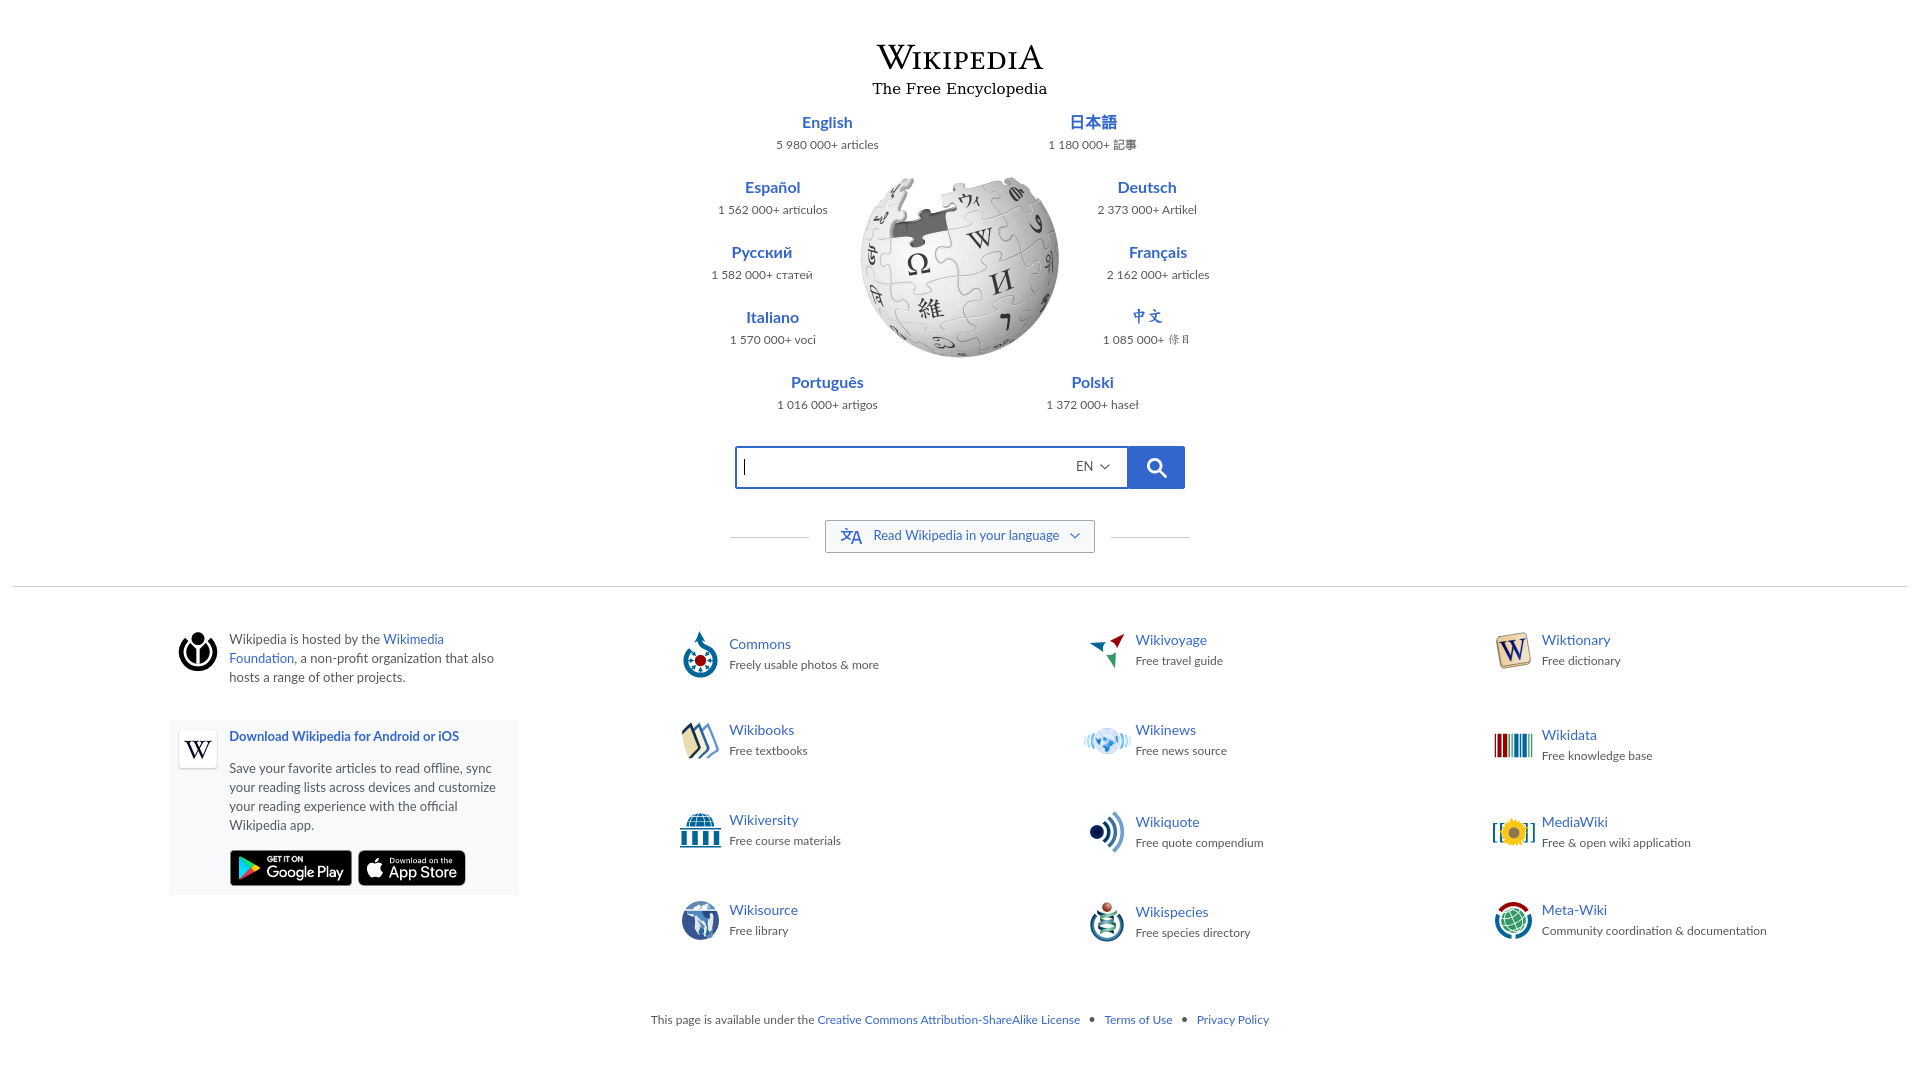 WIKIPEDIA
The Free Encyclopedia
English
5 980 000+ articles
日本語
1 180 000+ 記事
Español
1 562 000+ artículos
Deutsch
2 373 000+ Artikel
Русский
1 582 000+ статей
Français
2 162 000+ articles
Italiano
1 570 000+ voci
中文
1 085 000+ 條目
Português
1 016 000+ artigos
Polski
1 372 000+ haseł
Ω
W
ウィ
И
維
EN
Read Wikipedia in your language
Wikipedia is hosted by the Wikimedia
Foundation, a non-profit organization that also
hosts a range of other projects.
W
Download Wikipedia for Android or iOS
Save your favorite articles to read offline, sync
your reading lists across devices and customize
your reading experience with the official
Wikipedia app.
GET IT ON
Google Play
Download on the
App Store
Commons
Freely usable photos & more
Wikivoyage
Free travel guide
W
Wiktionary
Free dictionary
Wikibooks
Free textbooks
Wikinews
Free news source
Wikidata
Free knowledge base
Wikiversity
Free course materials
Wikiquote
Free quote compendium
MediaWiki
Free & open wiki application
Wikisource
Free library
Wikispecies
Free species directory
Meta-Wiki
Community coordination & documentation
This page is available under the Creative Commons Attribution-ShareAlike License • Terms of Use • Privacy Policy